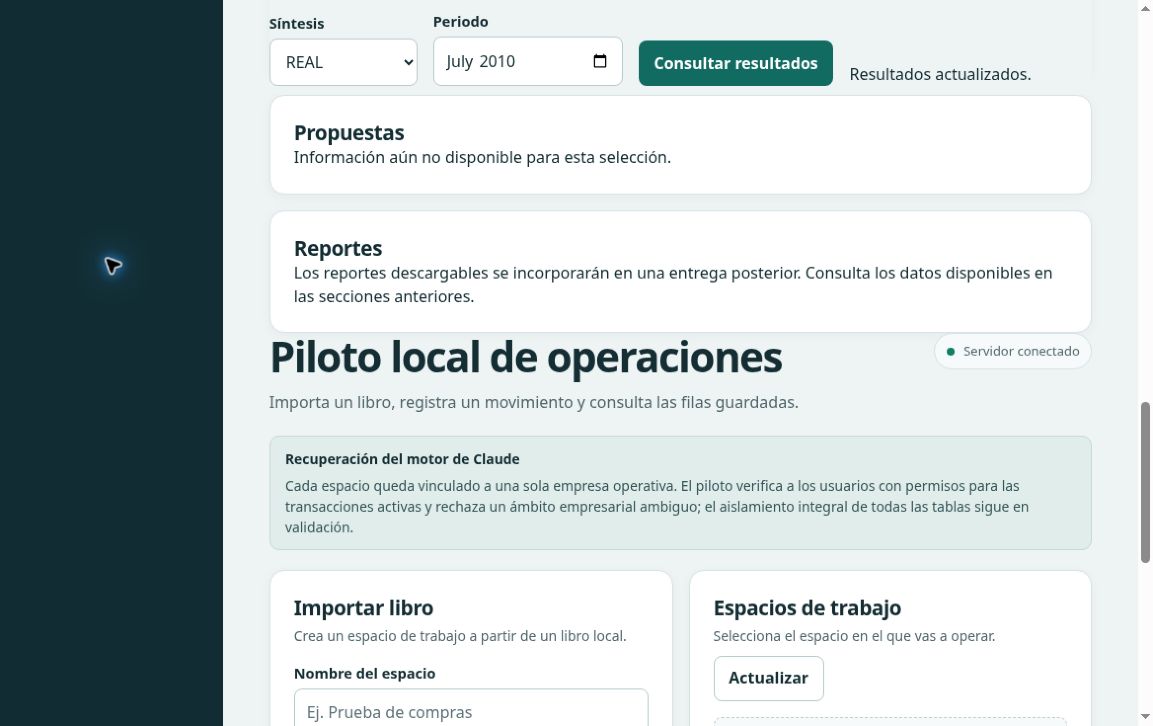 Síntesis
Periodo
REAL
July 2010
Consultar resultados
Resultados actualizados.
Propuestas
Información aún no disponible para esta selección.
Reportes
Los reportes descargables se incorporarán en una entrega posterior. Consulta los datos disponibles en
las secciones anteriores.
Piloto local de operaciones
Servidor conectado
Importa un libro, registra un movimiento y consulta las filas guardadas.
Recuperación del motor de Claude
Cada espacio queda vinculado a una sola empresa operativa. El piloto verifica a los usuarios con permisos para las
transacciones activas y rechaza un ámbito empresarial ambiguo; el aislamiento integral de todas las tablas sigue en
validación.
Importar libro
Crea un espacio de trabajo a partir de un libro local.
Nombre del espacio
Ej. Prueba de compras
Espacios de trabajo
Selecciona el espacio en el que vas a operar.
Actualizar